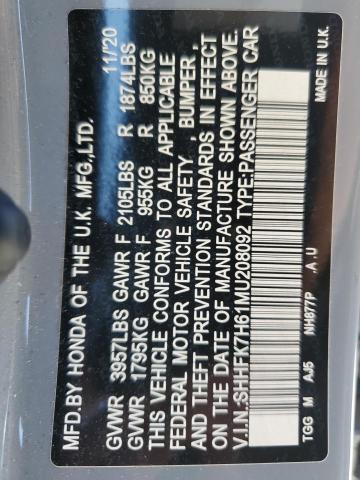 MFD.BY HONDA OF THE U.K. MFG.,LTD. 11/20
GVWR 3957LBS GAWR F 2105LBS R 1874LBS
GVWR 1795KG GAWR F 955KG R 850KG
THIS VEHICLE CONFORMS TO ALL APPLICABLE
FEDERAL MOTOR VEHICLE SAFETY , BUMPER ,
AND THEFT PREVENTION STANDARDS IN EFFECT
ON THE DATE OF MANUFACTURE SHOWN ABOVE.
V.I.N.:SHHFK7H61MU208092 TYPE:PASSENGER CAR
TGG M AJ15 NH877P .A .U MADE IN U.K.